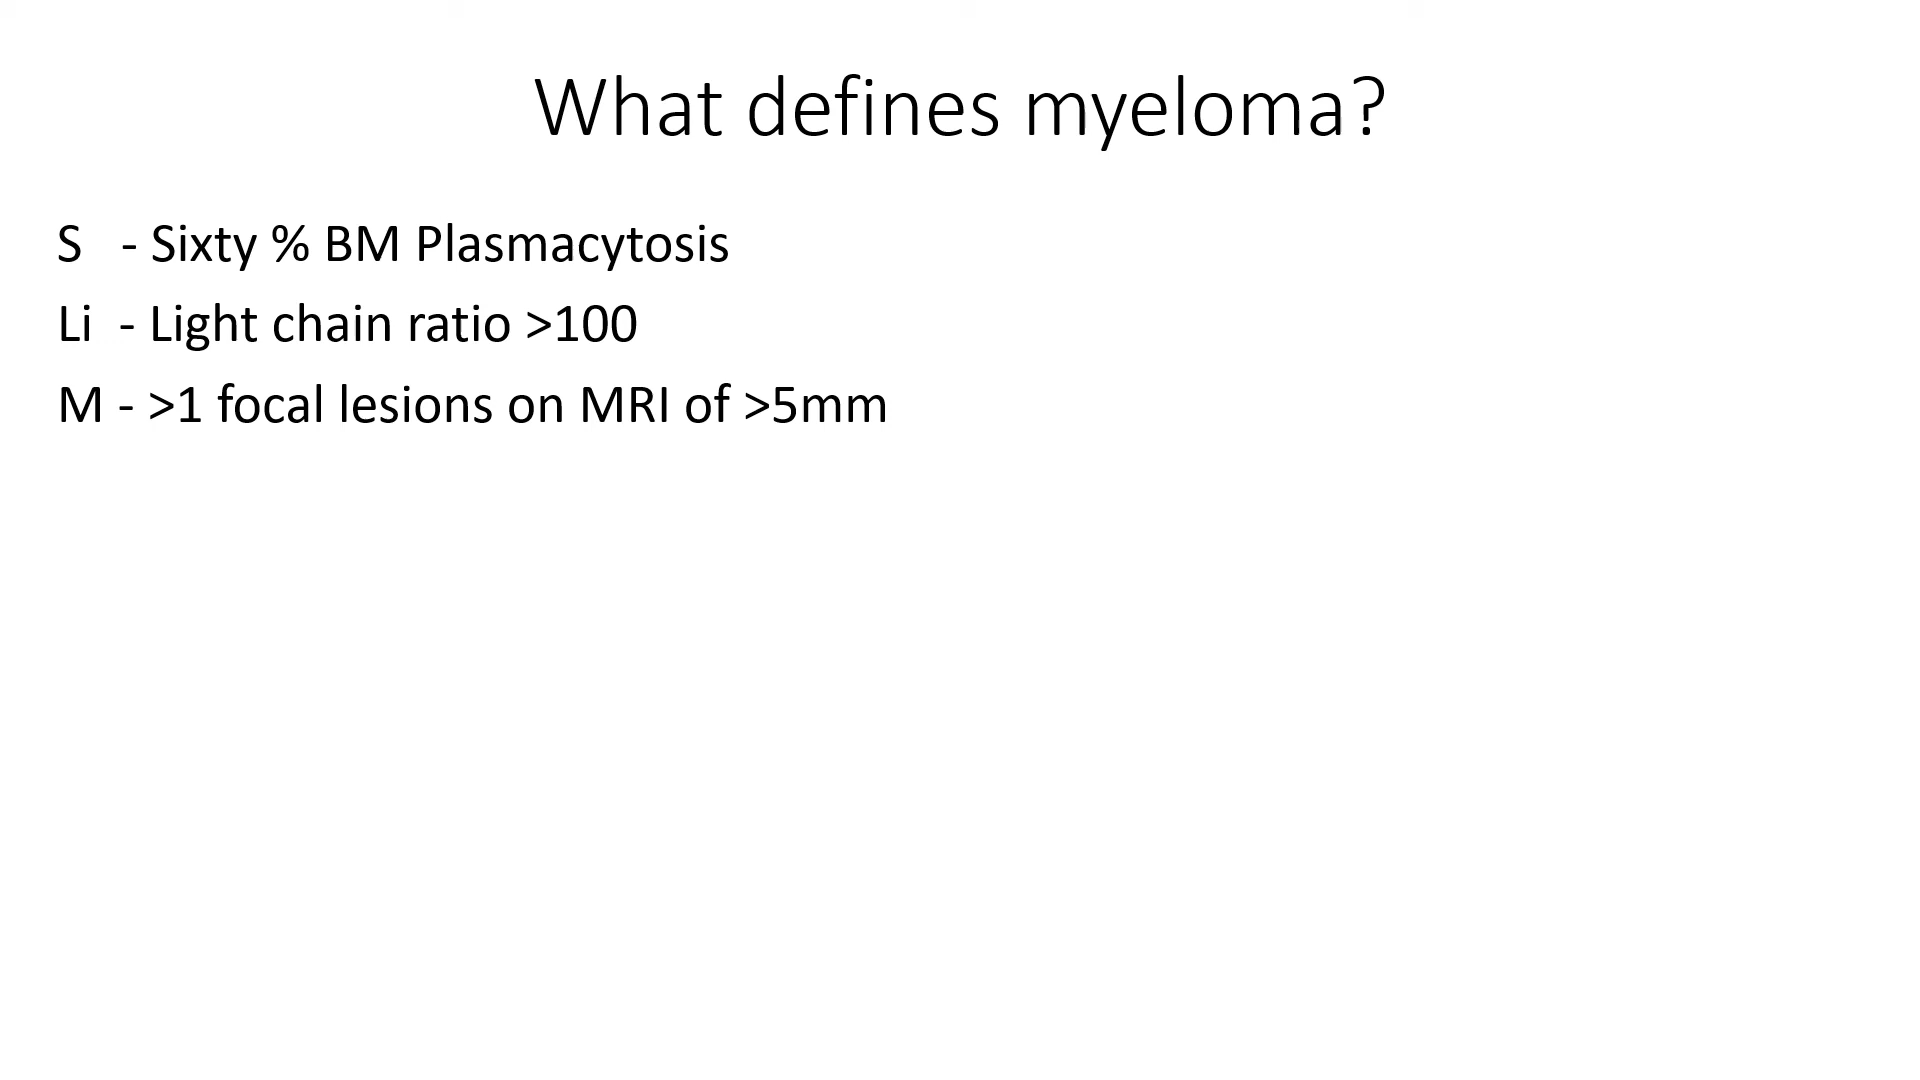 What defines myeloma?
S - Sixty % BM Plasmacytosis
Li - Light chain ratio >100
M - >1 focal lesions on MRI of >5mm